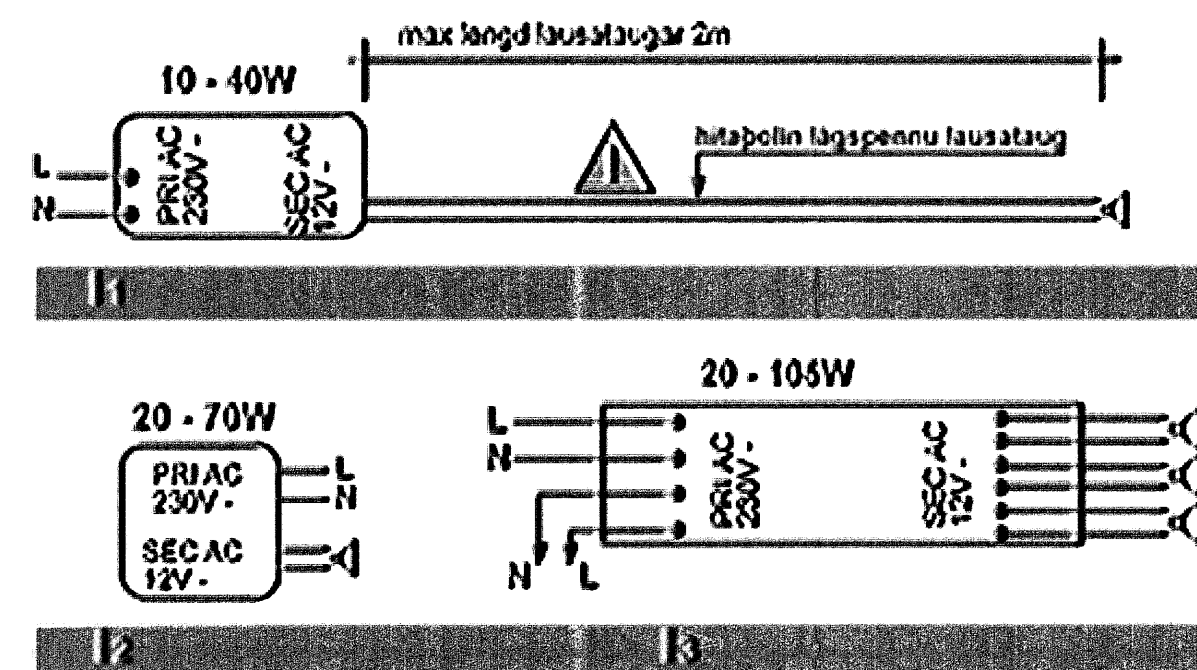 max lengd lausataugar 2m
10 - 40W
hitaþolin lágspennu lausataug
L
N
PRI AC
230V~
SEC AC
12V~
1
20 - 105W
20 - 70W
PRI AC
230V~
SEC AC
12V~
L
N
L
N
N
L
PRI AC
230V~
SEC AC
12V~
2
3